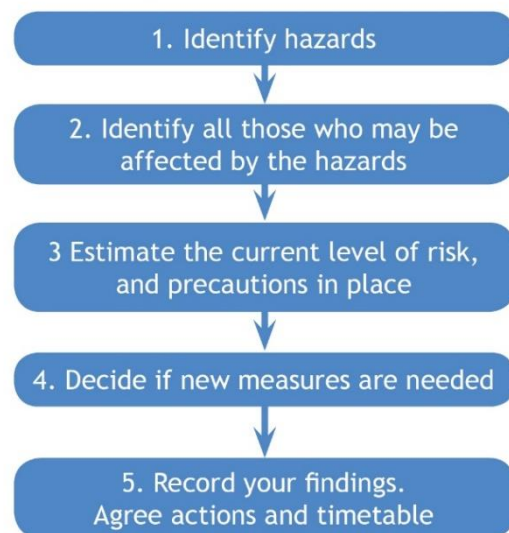 1. Identify hazards
2. Identify all those who may be
affected by the hazards
3 Estimate the current level of risk,
and precautions in place
4. Decide if new measures are needed
5. Record your findings.
Agree actions and timetable